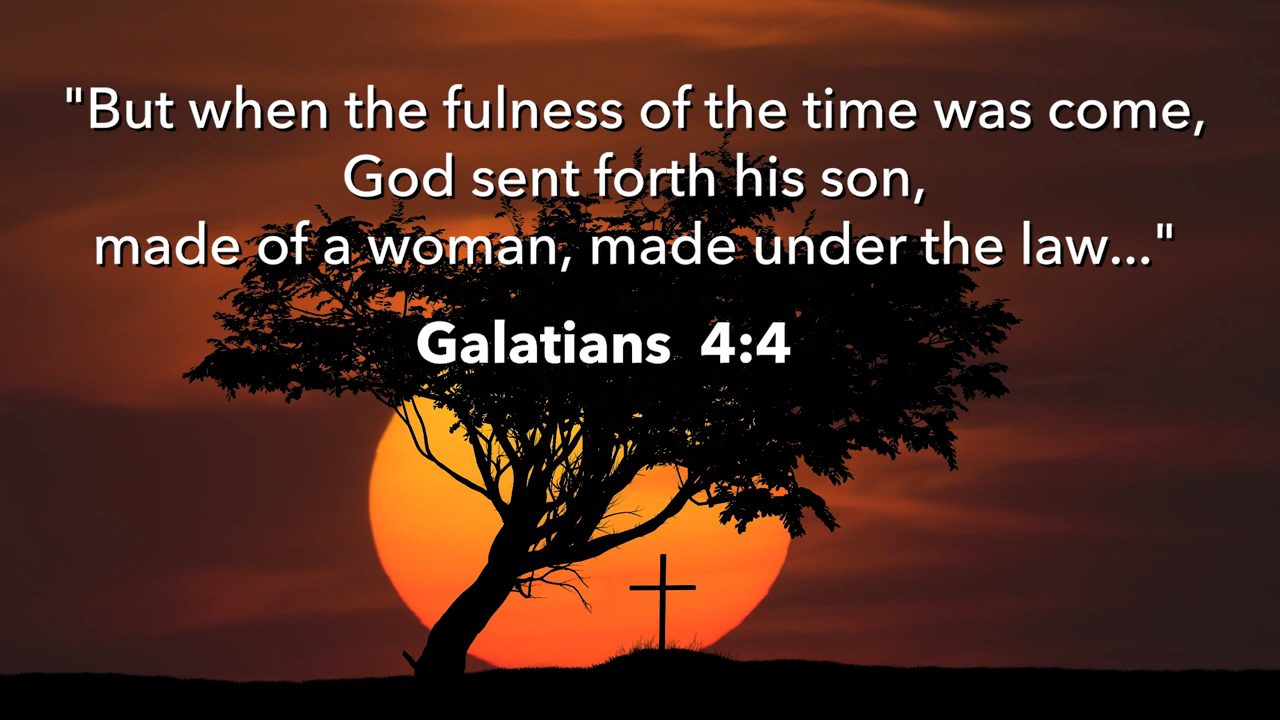 "But when the fulness of the time was come,
God sent forth his son,
made of a woman, made under the law..."
Galatians 4:4